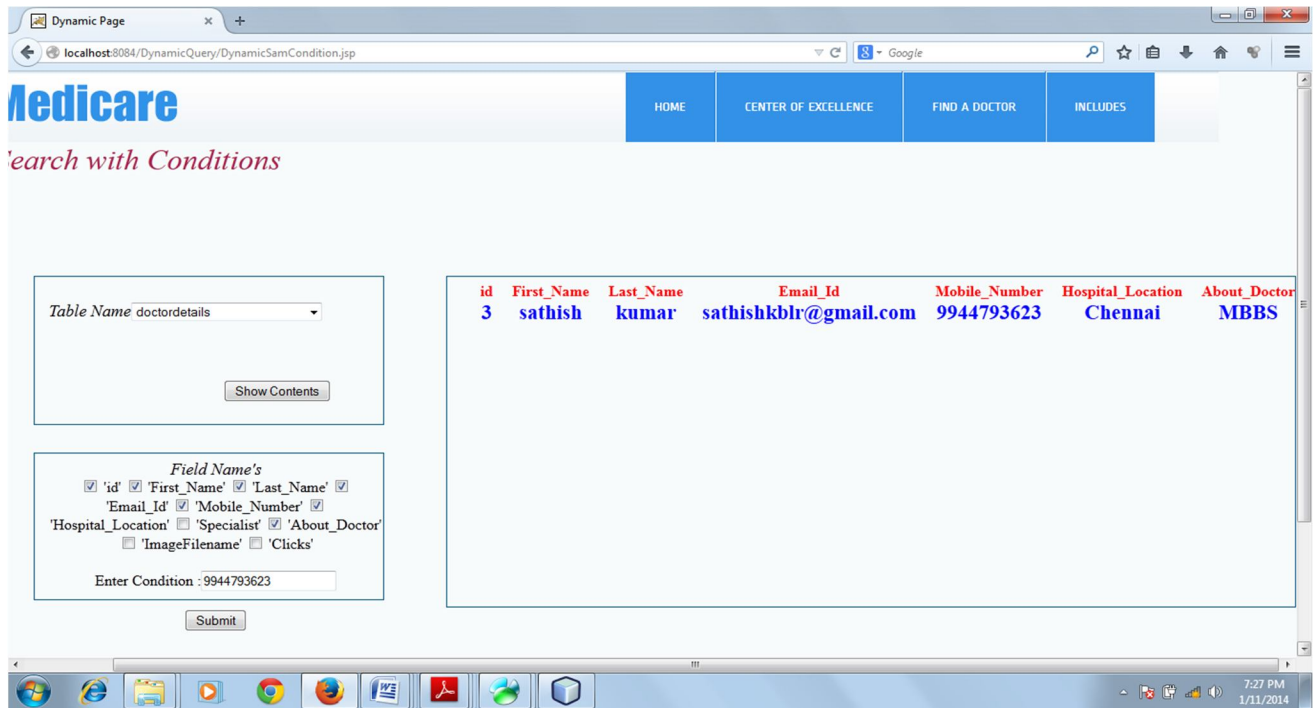 Dynamic Page
localhost:8084/DynamicQuery/DynamicSamCondition.jsp
Google
Medicare
HOME
CENTER OF EXCELLENCE
FIND A DOCTOR
INCLUDES
earch with Conditions
Table Name doctordetails
Show Contents
id First_Name Last_Name Email_Id Mobile_Number Hospital_Location About_Doctor
3 sathish kumar sathishkblr@gmail.com 9944793623 Chennai MBBS
Field Name's
'id' 'First_Name' 'Last_Name'
'Email_Id' 'Mobile_Number'
'Hospital_Location' 'Specialist' 'About_Doctor'
'ImageFilename' 'Clicks'
Enter Condition : 9944793623
Submit
7:27 PM
1/11/2014